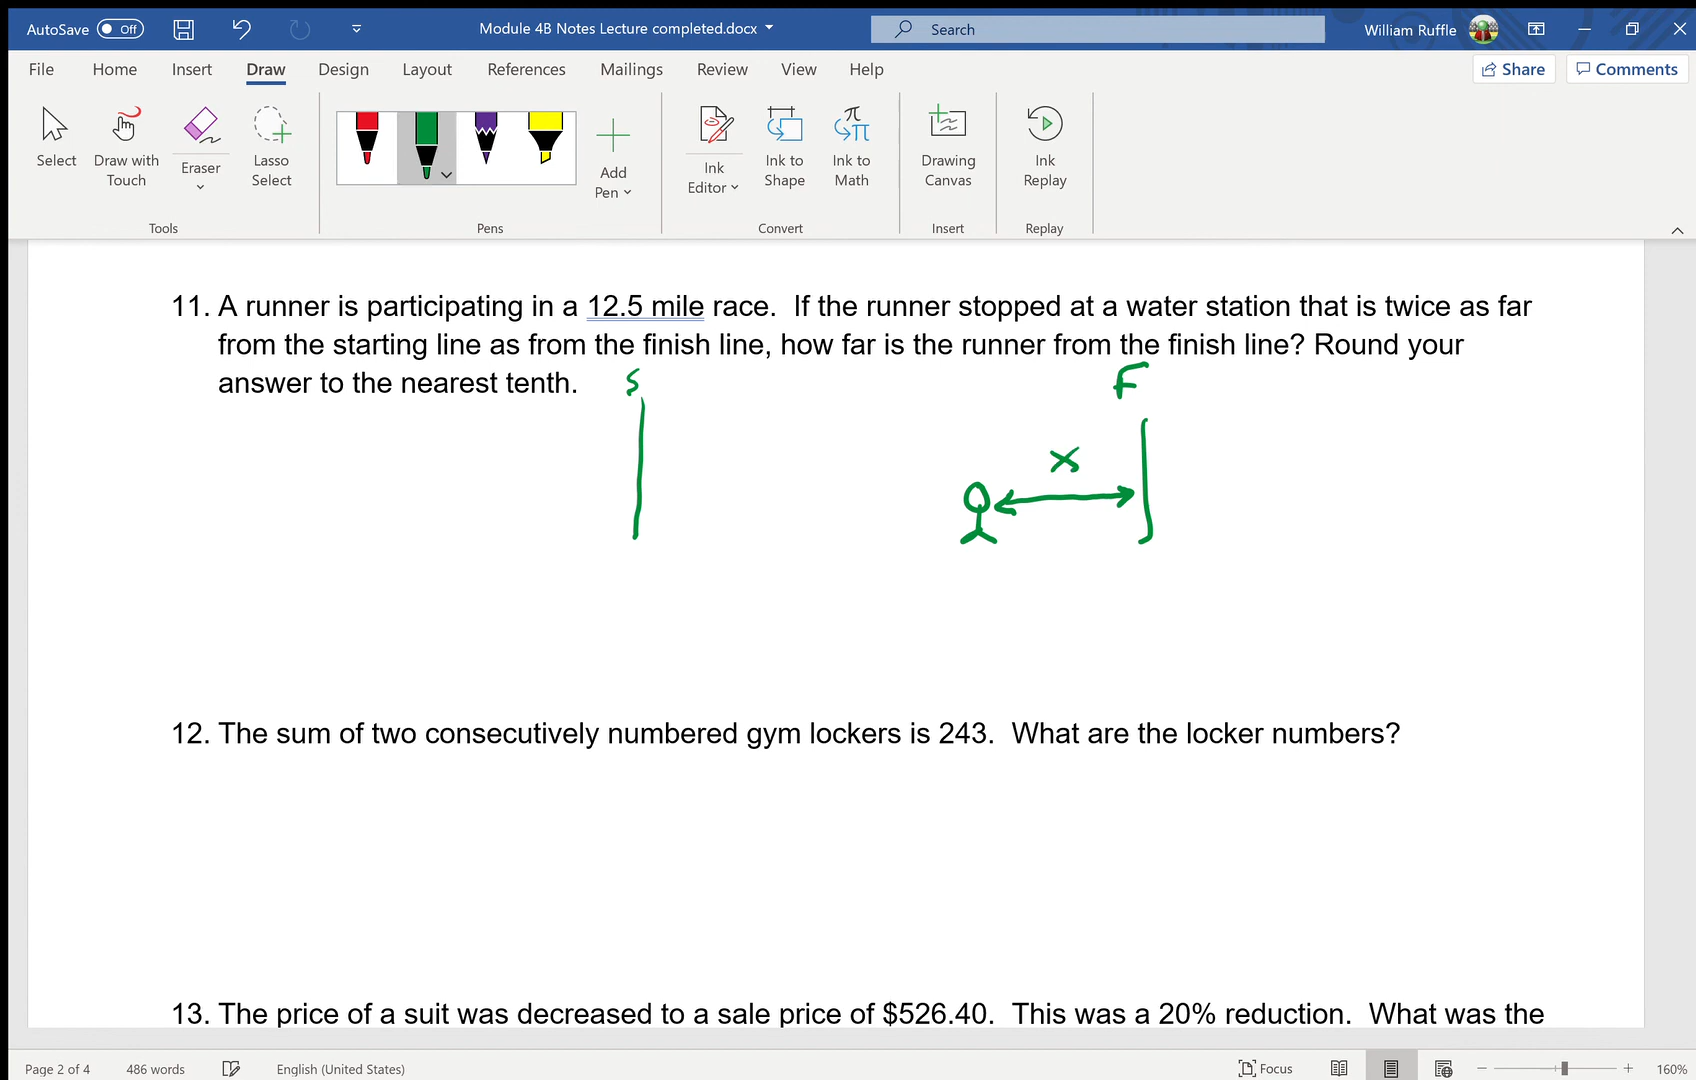 AutoSave Off Module 4B Notes Lecture completed.docx Search William Ruffle
File Home Insert Draw Design Layout References Mailings Review View Help Share Comments
Select
Draw with Touch
Eraser
Lasso Select
Add Pen
Ink Editor
Ink to Shape
Ink to Math
Drawing Canvas
Ink Replay
Tools Pens Convert Insert Replay
11. A runner is participating in a 12.5 mile race. If the runner stopped at a water station that is twice as far
from the starting line as from the finish line, how far is the runner from the finish line? Round your
answer to the nearest tenth.
S F
x
12. The sum of two consecutively numbered gym lockers is 243. What are the locker numbers?
13. The price of a suit was decreased to a sale price of $526.40. This was a 20% reduction. What was the
Page 2 of 4 486 words English (United States) Focus 160%